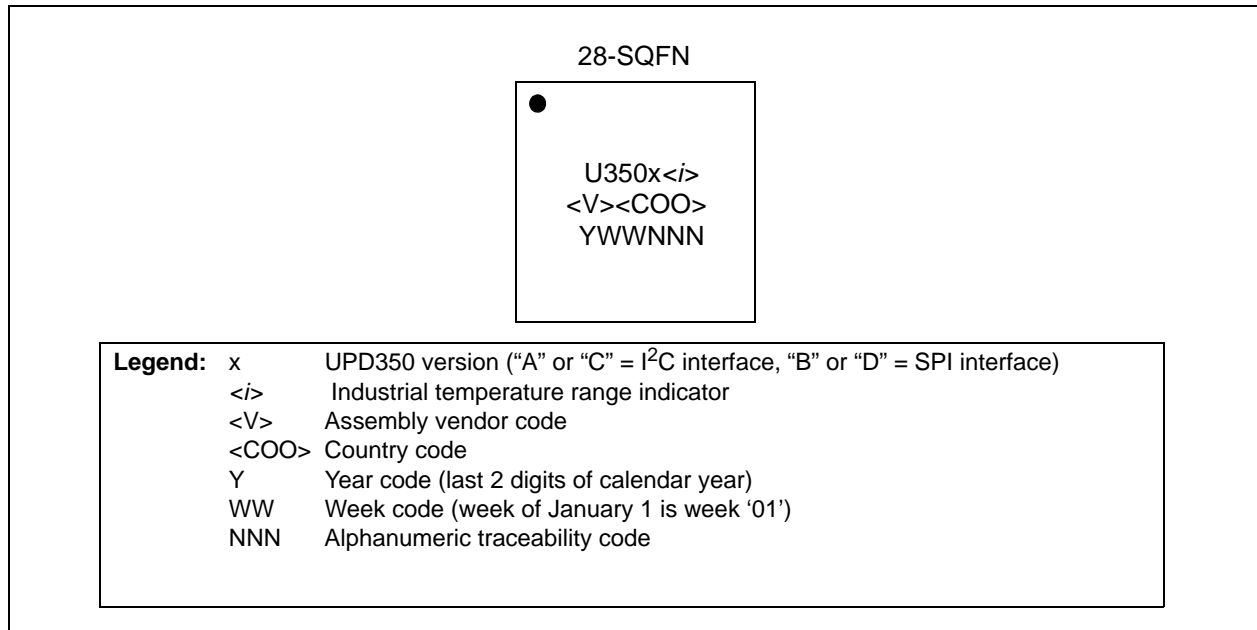 28-SQFN
U350x<i>
<V><COO>
YWWNNN
Legend: x UPD350 version (“A” or “C” = I²C interface, “B” or “D” = SPI interface)
<i> Industrial temperature range indicator
<V> Assembly vendor code
<COO> Country code
Y Year code (last 2 digits of calendar year)
WW Week code (week of January 1 is week ‘01’)
NNN Alphanumeric traceability code